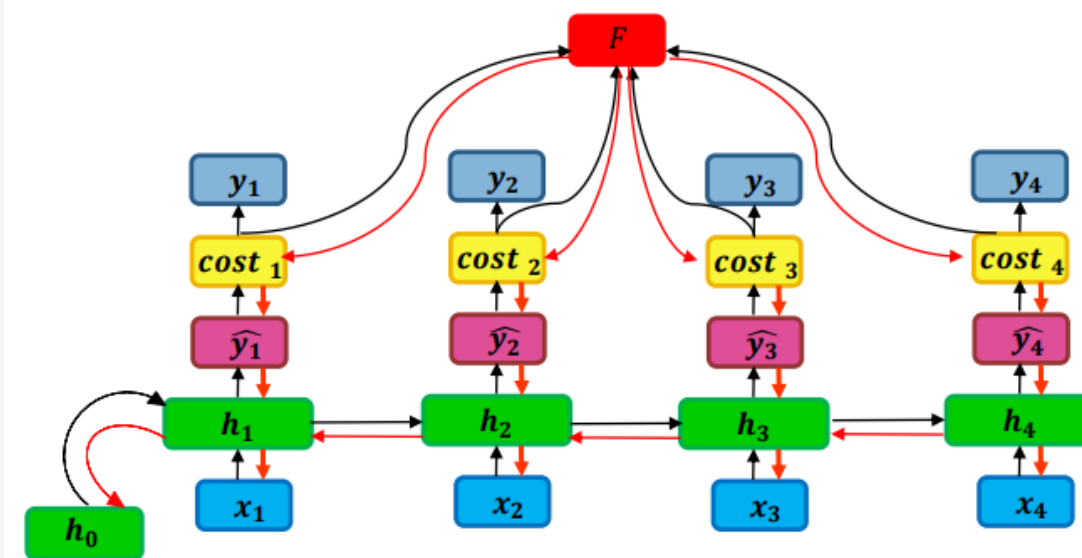 F
y₁ y₂ y₃ y₄
cost ₁ cost ₂ cost ₃ cost ₄
ŷ₁ ŷ₂ ŷ₃ ŷ₄
h₁ h₂ h₃ h₄
x₁ x₂ x₃ x₄
h₀